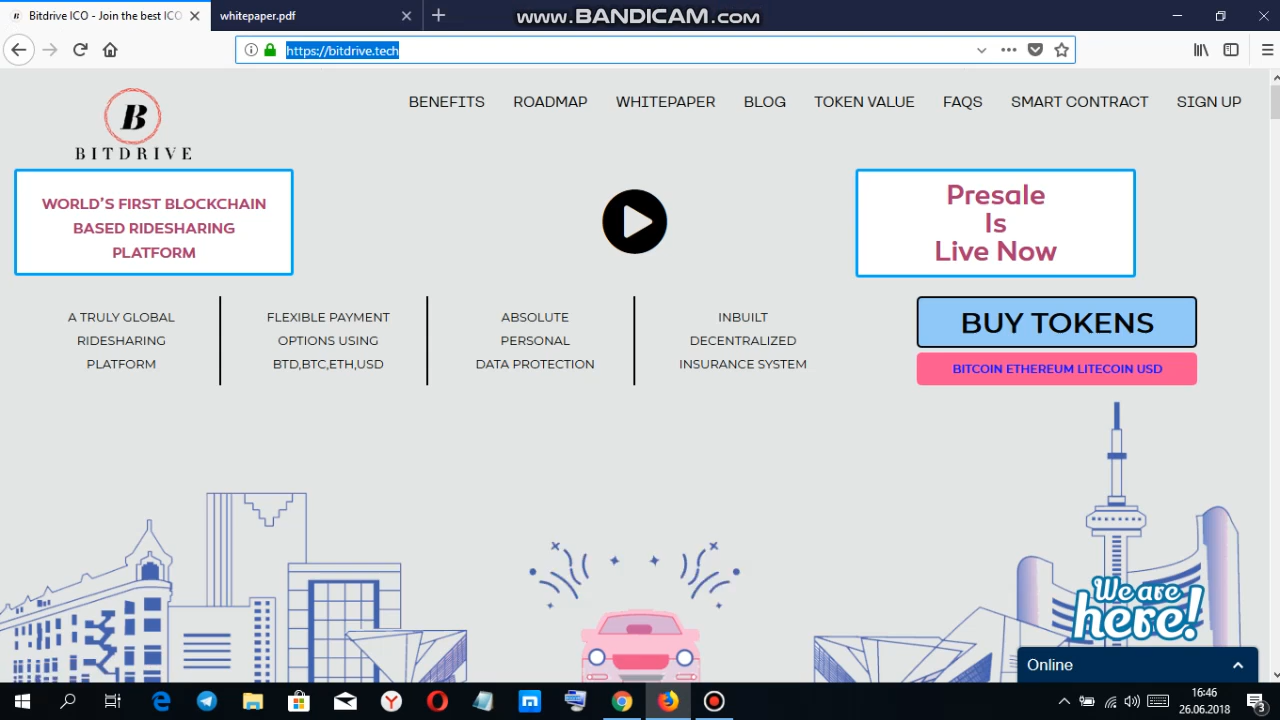 Bitdrive ICO - Join the best ICO
whitepaper.pdf
www.BANDICAM.com
https://bitdrive.tech
B
BITDRIVE
BENEFITS
ROADMAP
WHITEPAPER
BLOG
TOKEN VALUE
FAQS
SMART CONTRACT
SIGN UP
WORLD'S FIRST BLOCKCHAIN
BASED RIDESHARING
PLATFORM
Presale
Is
Live Now
A TRULY GLOBAL
RIDESHARING
PLATFORM
FLEXIBLE PAYMENT
OPTIONS USING
BTD,BTC,ETH,USD
ABSOLUTE
PERSONAL
DATA PROTECTION
INBUILT
DECENTRALIZED
INSURANCE SYSTEM
BUY TOKENS
BITCOIN ETHEREUM LITECOIN USD
We are
here!
Online
16:46
26.06.2018
3